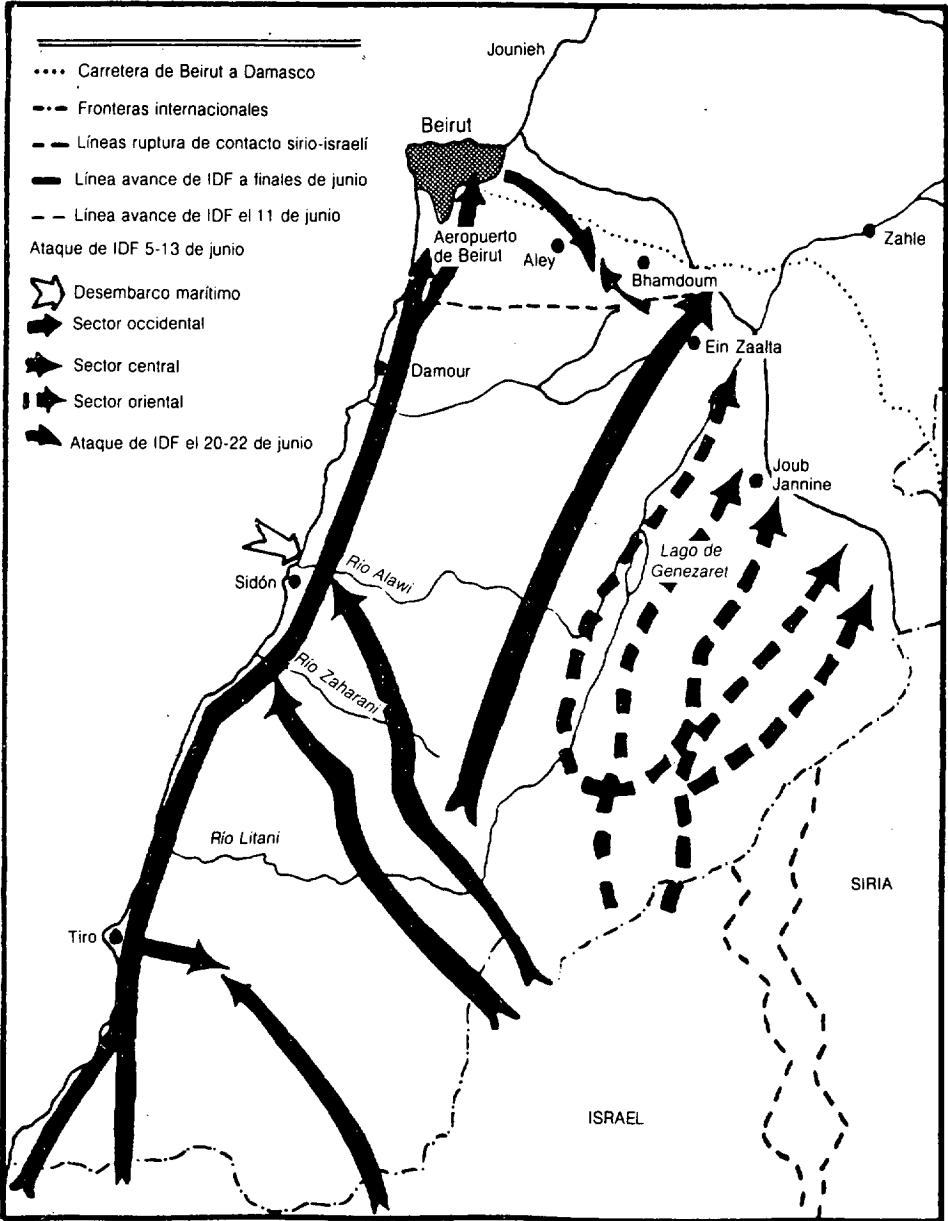 Carretera de Beirut a Damasco
Fronteras internacionales
Líneas ruptura de contacto sirio-israelí
Línea avance de IDF a finales de junio
Línea avance de IDF el 11 de junio
Ataque de IDF 5-13 de junio
Desembarco marítimo
Sector occidental
Sector central
Sector oriental
Ataque de IDF el 20-22 de junio
Jounieh
Beirut
Aeropuerto
de Beirut
Aley
Bhamdoum
Zahle
Ein Zaalta
Damour
Joub
Jannine
Lago de
Genezaret
Sidón
Río Alawi
Río Zaharani
Río Litani
Tiro
SIRIA
ISRAEL